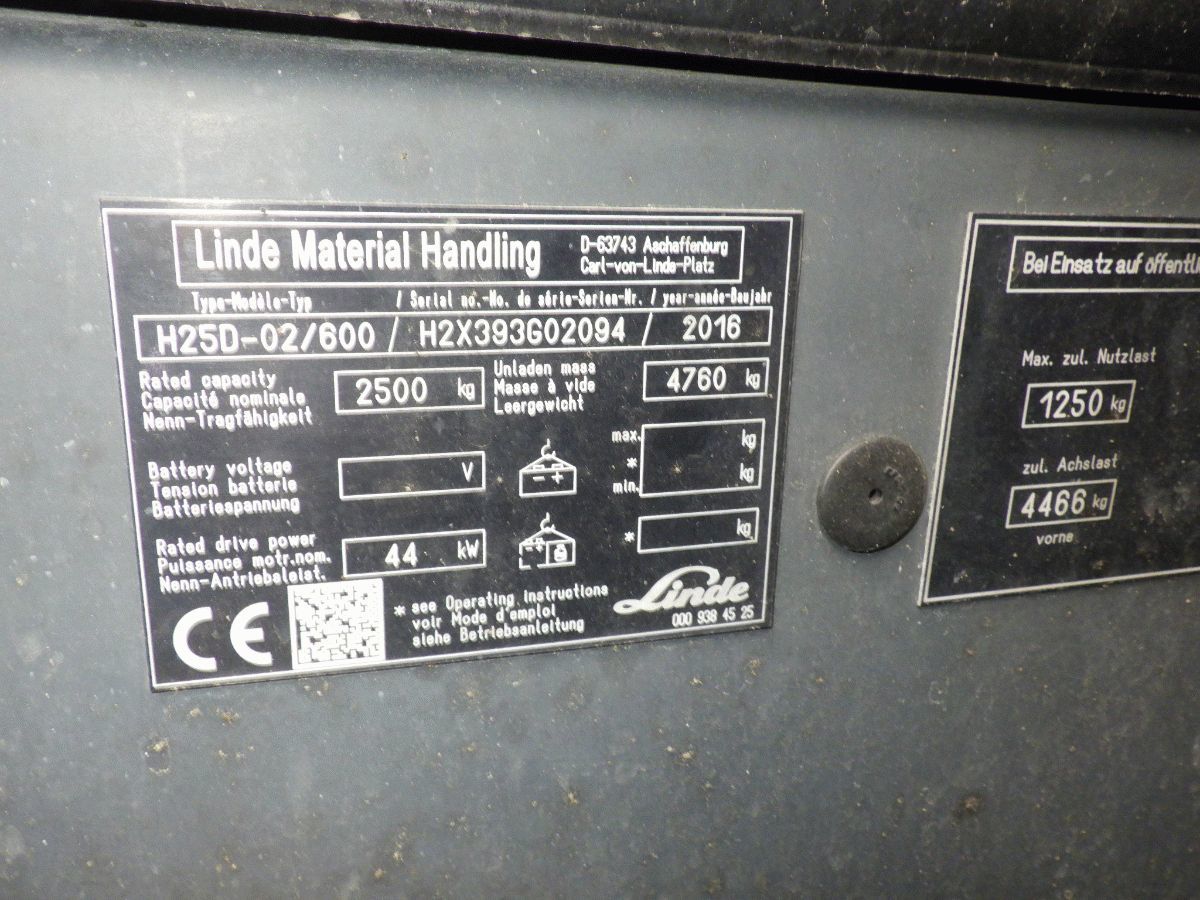 Linde Material Handling
D-63743 Aschaffenburg
Carl-von-Linde-Platz
Type-Modèle-Typ / Serial no.-No. de série-Serien-Nr. / year-année-Baujahr
H25D-02/600 / H2X393G02094 / 2016
Rated capacity
Capacité nominale
Nenn-Tragfähigkeit
2500 kg
Unladen mass
Masse à vide
Leergewicht
4760 kg
Battery voltage
Tension batterie
Batteriespannung
V
- +
max. kg
*
min. kg
Rated drive power
Puissance motr.nom.
Nenn-Antriebsleist.
44 kW
* kg
CE
* see Operating instructions
voir Mode d'emploi
siehe Betriebsanleitung
Linde
000 938 45 25
Bei Einsatz auf
Max. zul. Nutzlast
1250 kg
zul. Achslast
4466 kg
vorne